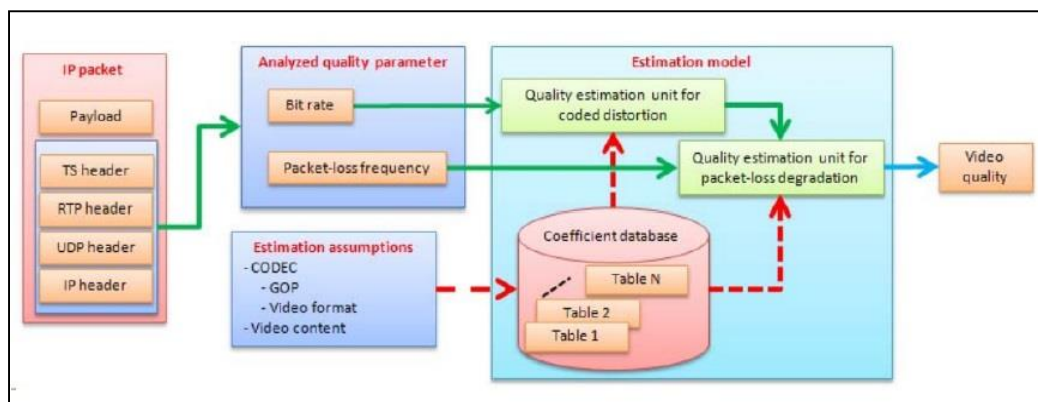 IP packet
Payload
TS header
RTP header
UDP header
IP header
Analyzed quality parameter
Bit rate
Packet-loss frequency
Estimation assumptions
- CODEC
- GOP
- Video format
- Video content
Estimation model
Quality estimation unit for
coded distortion
Quality estimation unit for
packet-loss degradation
Coefficient database
Table N
Table 2
Table 1
Video
quality